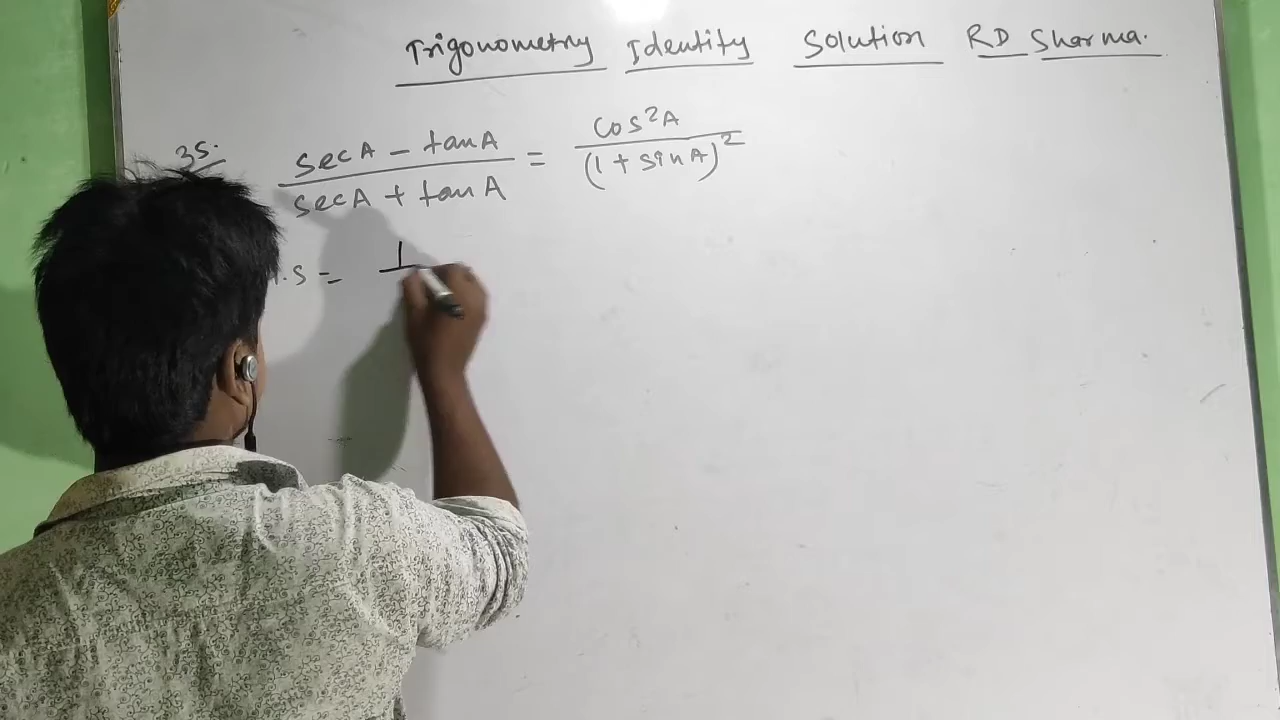 Trigonometry Identity Solution RD Sharma.
35. secA - tanA / secA + tanA = cos²A / (1 + sinA)²
.S = 1